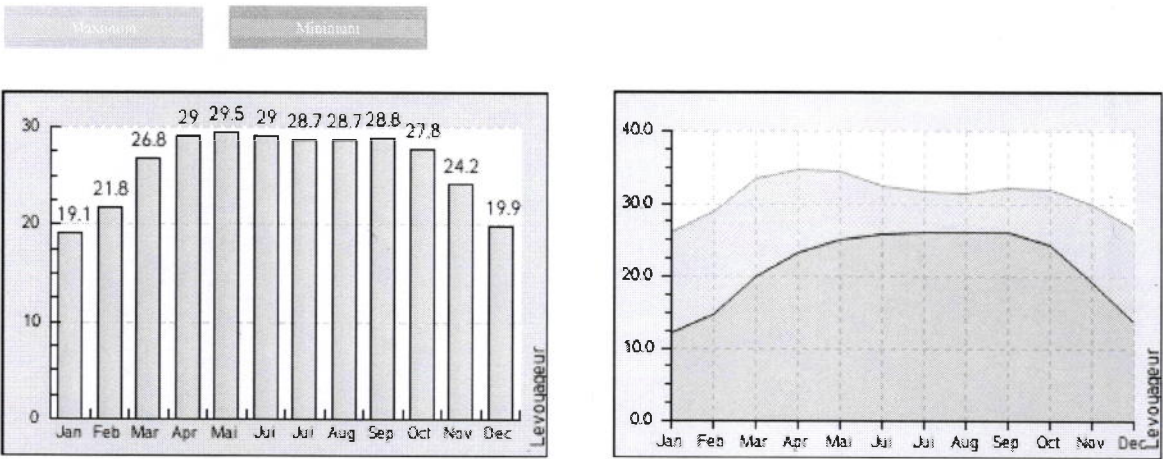 Maximum Minimum
29 29.5 29 28.7 28.7 28.8
30 26.8 27.8
24.2
21.8
19.1 19.9
20
10
0
Jan Feb Mar Apr Mai Jui Jui Aug Sep Oct Nov Dec
Levoyageur
40.0
30.0
20.0
10.0
0.0
Jan Feb Mar Apr Mai Jui Jui Aug Sep Oct Nov Dec
Levoyageur